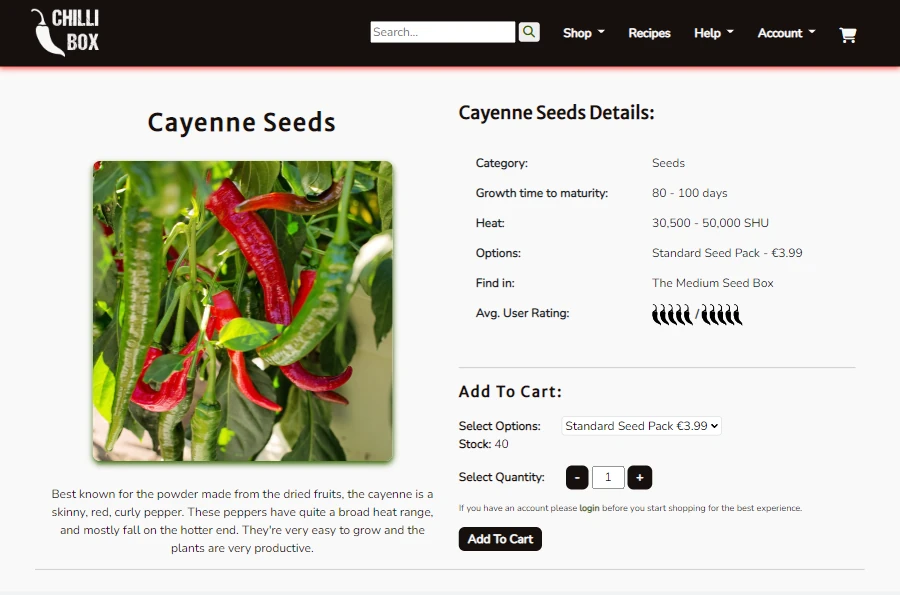 CHILLI
BOX
Search...
Shop
Recipes
Help
Account
Cayenne Seeds
Best known for the powder made from the dried fruits, the cayenne is a
skinny, red, curly pepper. These peppers have quite a broad heat range,
and mostly fall on the hotter end. They're very easy to grow and the
plants are very productive.
Cayenne Seeds Details:
Category: Seeds
Growth time to maturity: 80 - 100 days
Heat: 30,500 - 50,000 SHU
Options: Standard Seed Pack - €3.99
Find in: The Medium Seed Box
Avg. User Rating: /
Add To Cart:
Select Options: Standard Seed Pack €3.99
Stock: 40
Select Quantity: - 1 +
If you have an account please login before you start shopping for the best experience.
Add To Cart